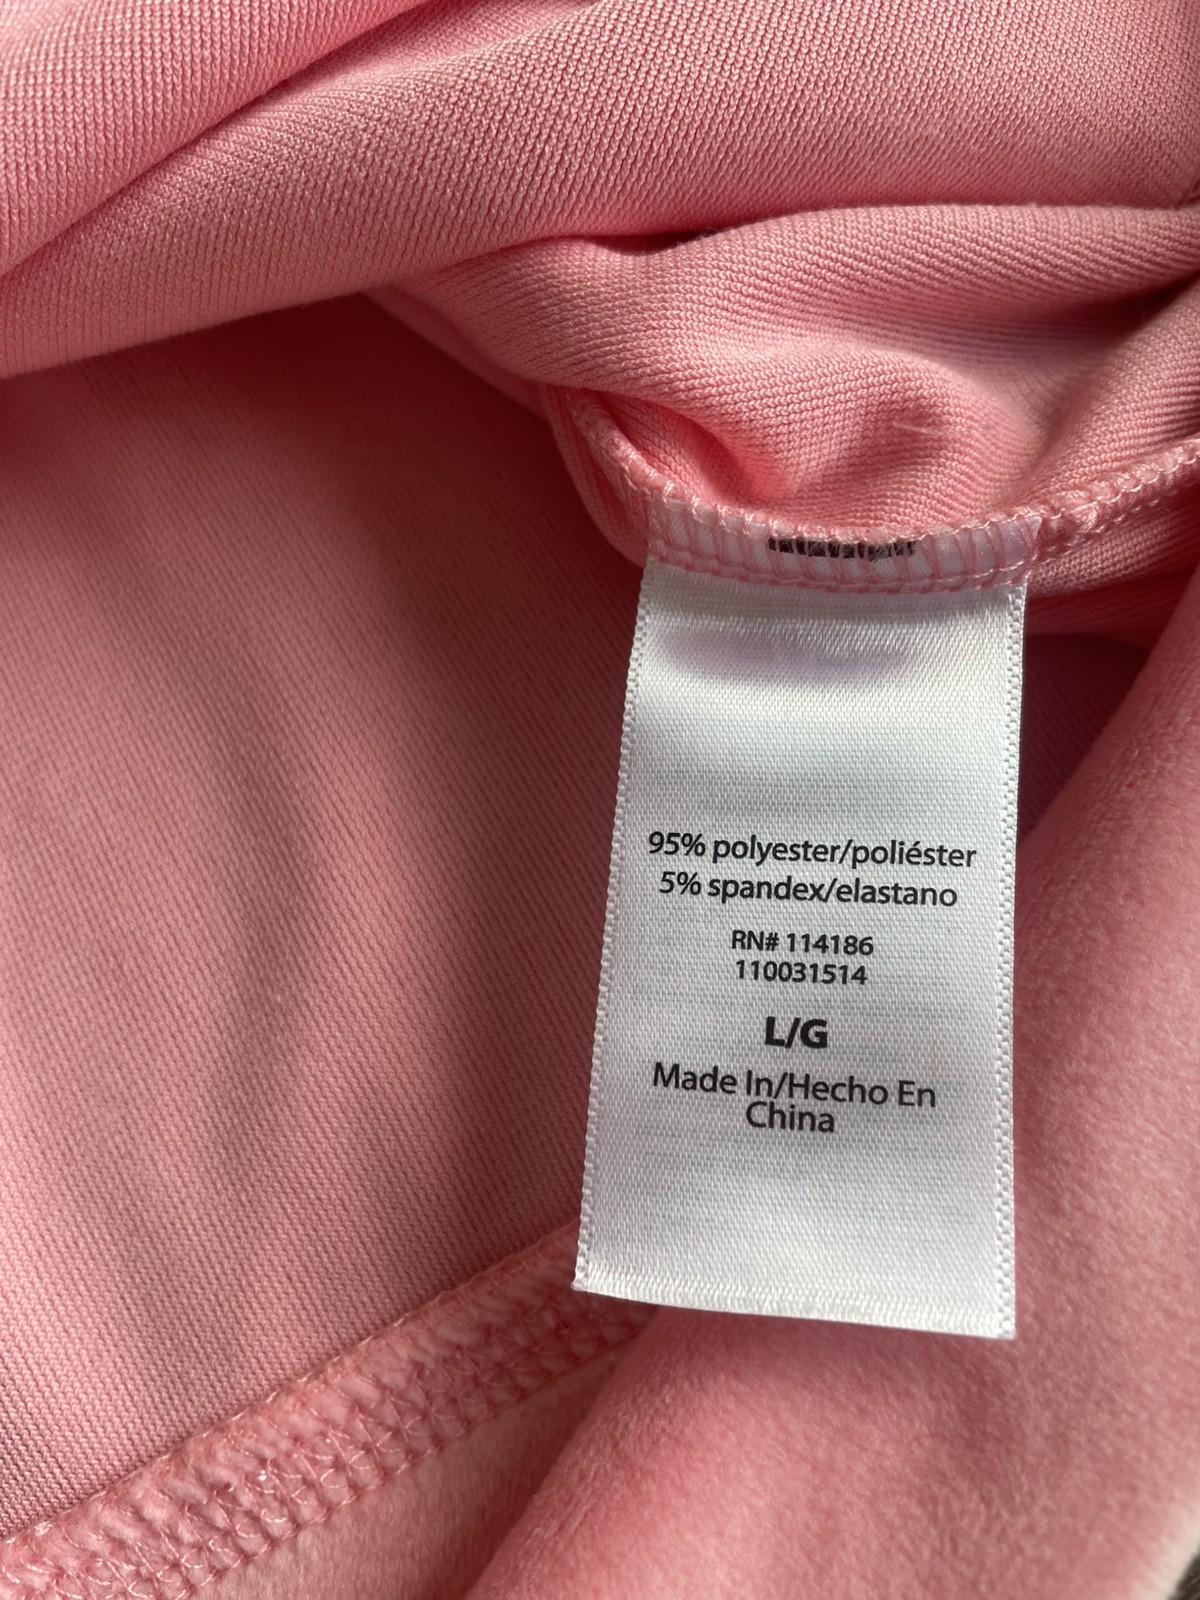 95% polyester/poliéster
5% spandex/elastano
RN# 114186
110031514
L/G
Made In/Hecho En
China